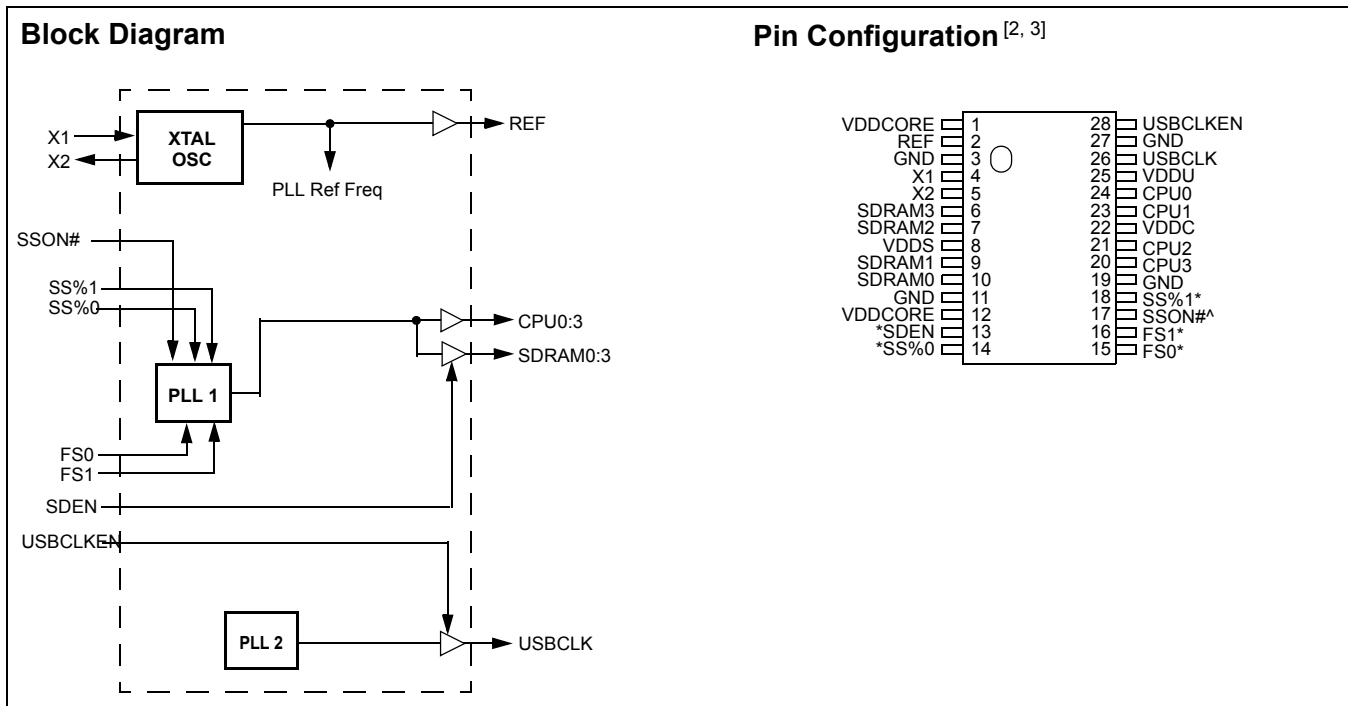 Block Diagram
X1
X2
XTAL
OSC
REF
PLL Ref Freq
SSON#
SS%1
SS%0
CPU0:3
SDRAM0:3
PLL 1
FS0
FS1
SDEN
USBCLKEN
PLL 2
USBCLK
Pin Configuration [2, 3]
VDDCORE 1 28 USBCLKEN
REF 2 27 GND
GND 3 26 USBCLK
X1 4 25 VDDU
X2 5 24 CPU0
SDRAM3 6 23 CPU1
SDRAM2 7 22 VDDC
VDDS 8 21 CPU2
SDRAM1 9 20 CPU3
SDRAM0 10 19 GND
GND 11 18 SS%1*
VDDCORE 12 17 SSON#^
*SDEN 13 16 FS1*
*SS%0 14 15 FS0*